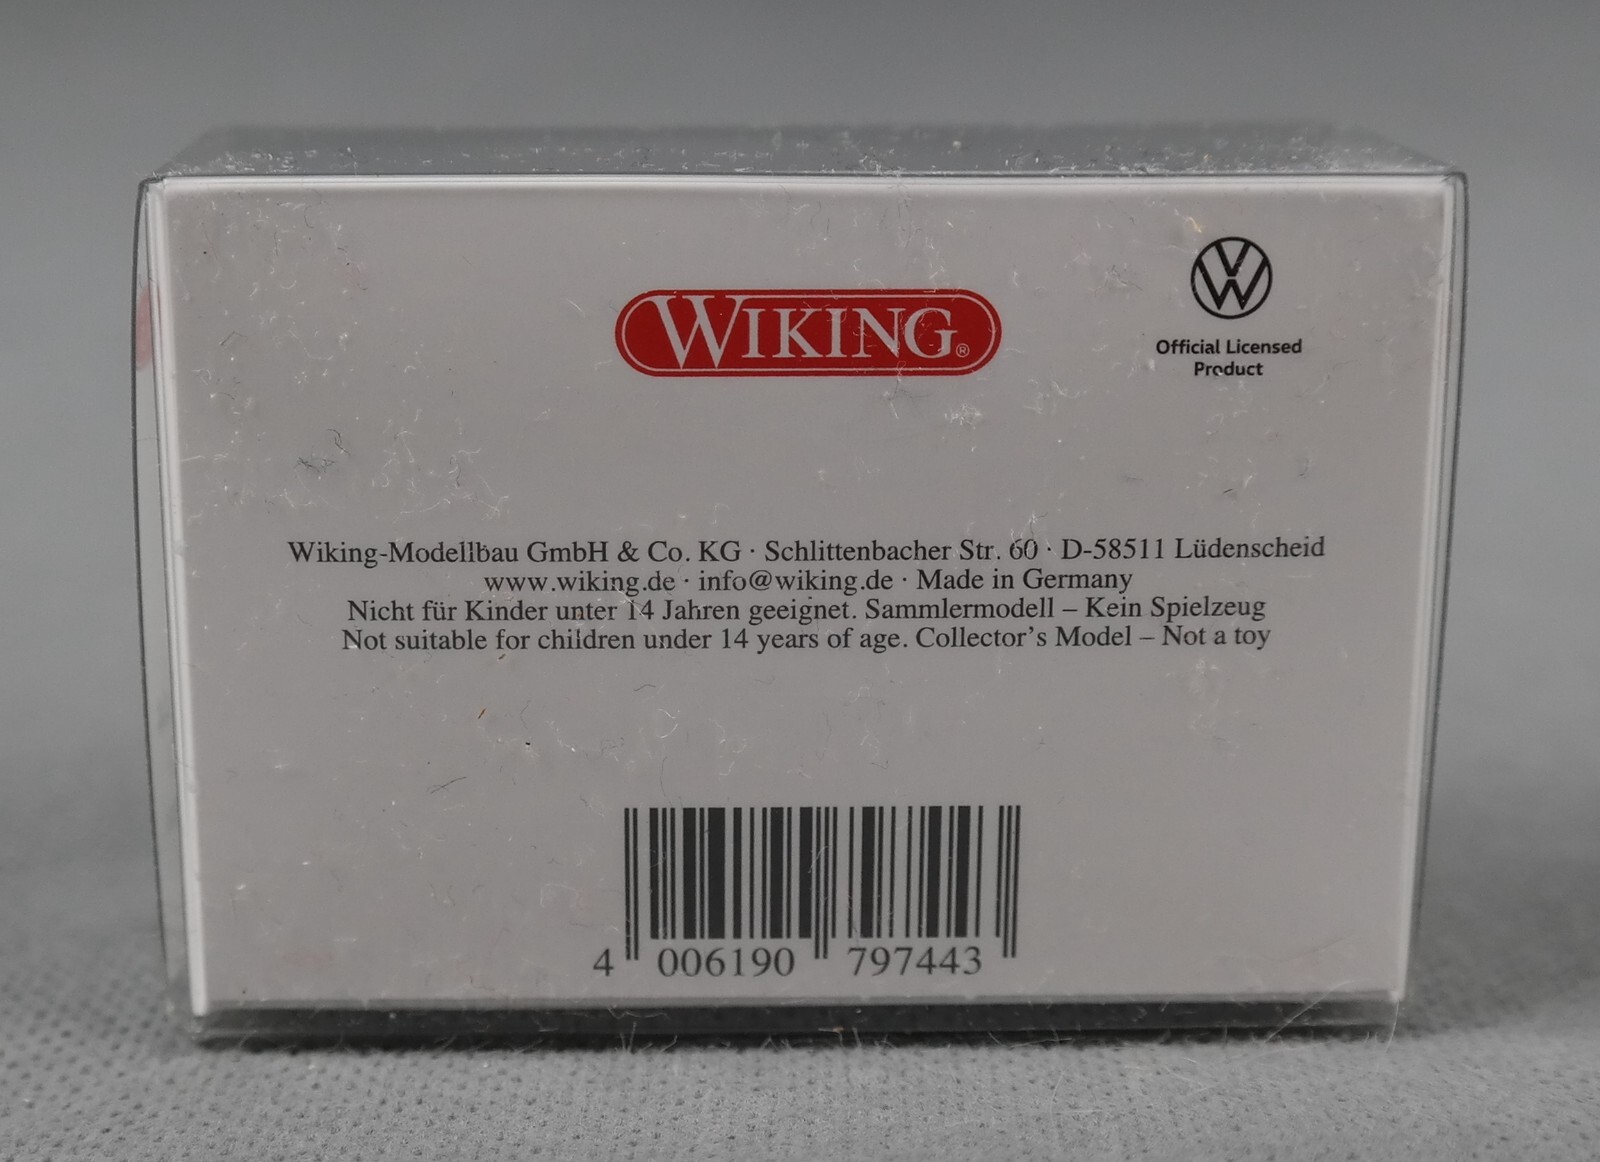 WIKING®
Official Licensed
Product
Wiking-Modellbau GmbH & Co. KG · Schlittenbacher Str. 60 · D-58511 Lüdenscheid
www.wiking.de · info@wiking.de · Made in Germany
Nicht für Kinder unter 14 Jahren geeignet. Sammlermodell – Kein Spielzeug
Not suitable for children under 14 years of age. Collector's Model – Not a toy
4 006190 797443